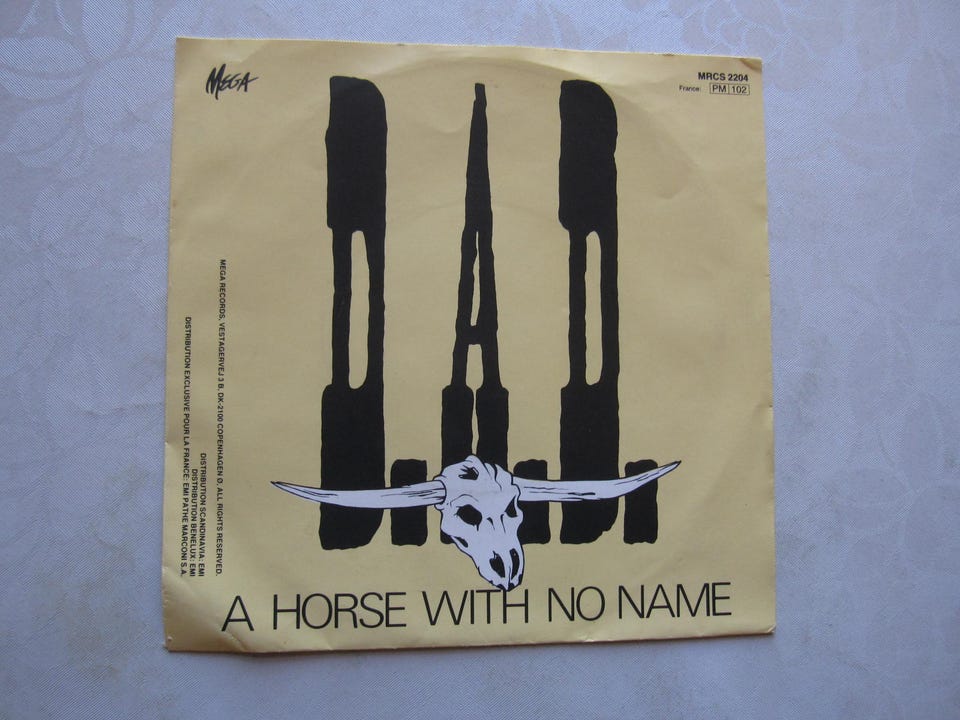 MEGA
MRCS 2204
France: PM 102
D.A.D.
MEGA RECORDS, VESTAGERVEJ 3 B, DK-2100 COPENHAGEN Ø. ALL RIGHTS RESERVED.
DISTRIBUTION SCANDINAVIA: EMI
DISTRIBUTION BENELUX: EMI
DISTRIBUTION EXCLUSIVE POUR LA FRANCE: EMI PATHE MARCONI S.A.
A HORSE WITH NO NAME